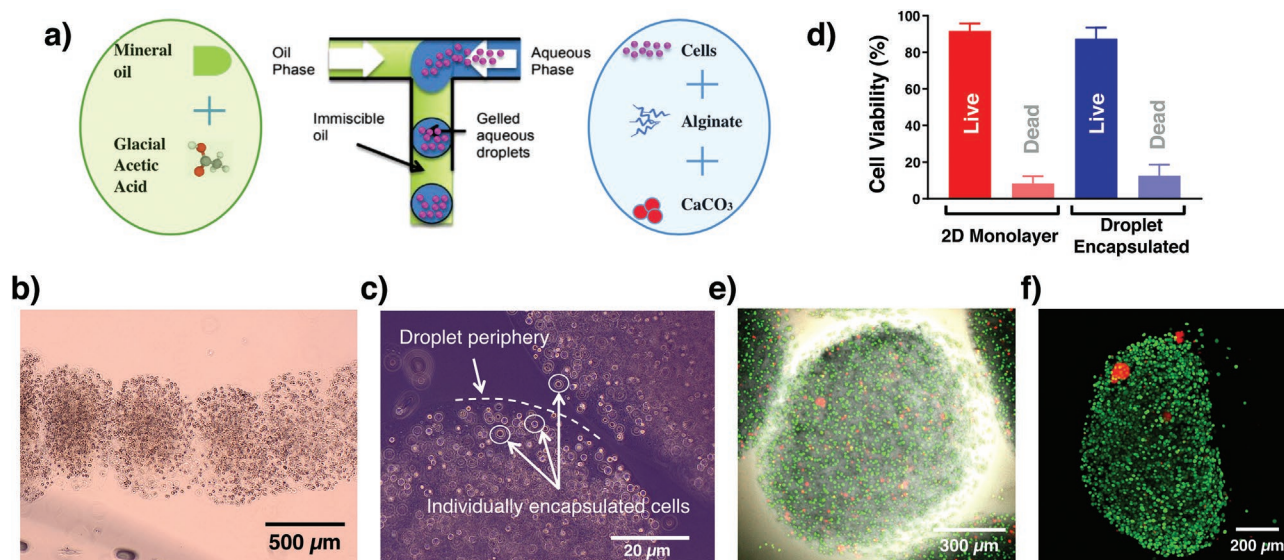 a)
Mineral
oil
Glacial
Acetic
Acid
Oil
Phase
Aqueous
Phase
Immiscible
oil
Gelled
aqueous
droplets
Cells
Alginate
CaCO₃
d)
Cell Viability (%)
100
80
60
40
20
0
Live
Dead
Live
Dead
2D Monolayer
Droplet
Encapsulated
b)
500 µm
c)
Droplet periphery
Individually encapsulated cells
20 µm
e)
300 µm
f)
200 µm